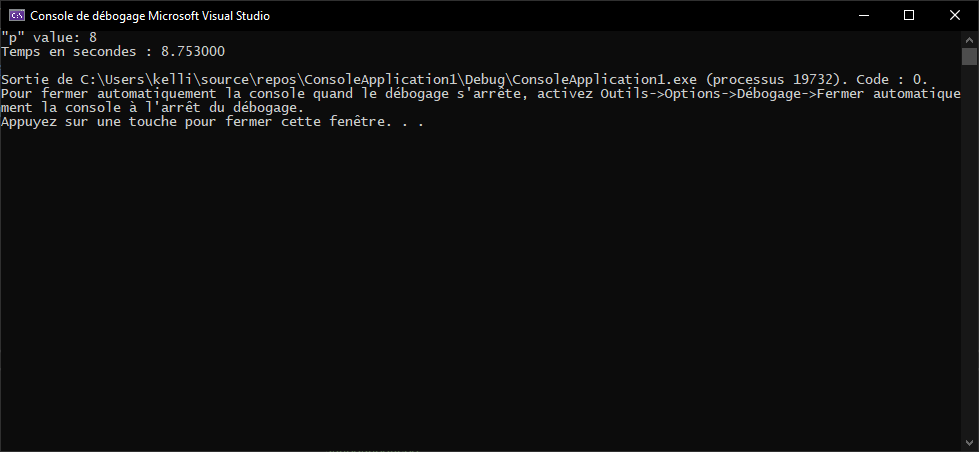 Console de débogage Microsoft Visual Studio
"p" value: 8
Temps en secondes : 8.753000
Sortie de C:\Users\kelli\source\repos\ConsoleApplication1\Debug\ConsoleApplication1.exe (processus 19732). Code : 0.
Pour fermer automatiquement la console quand le débogage s'arrête, activez Outils->Options->Débogage->Fermer automatique
ment la console à l'arrêt du débogage.
Appuyez sur une touche pour fermer cette fenêtre. . .